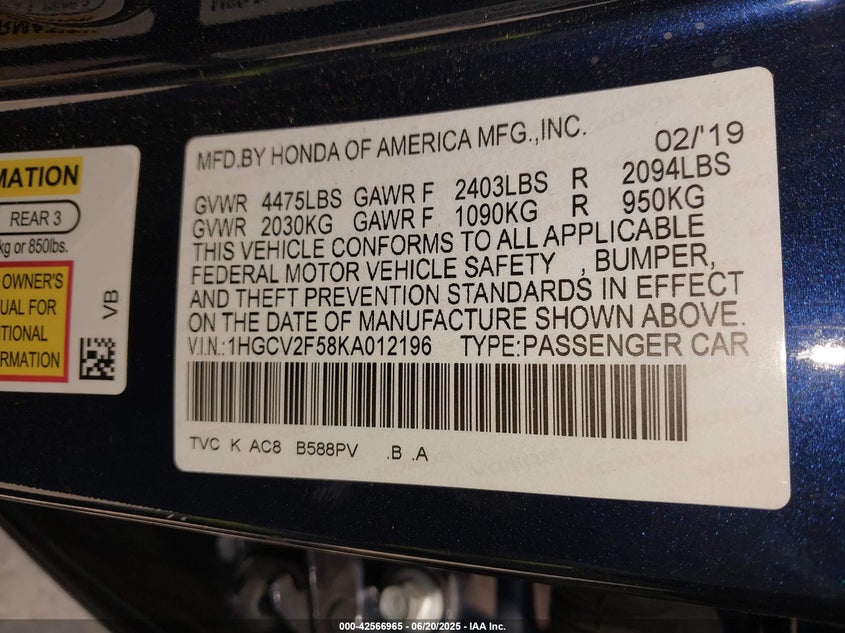 MATION
REAR 3
kg or 850lbs.
OWNER'S
UAL FOR
ITIONAL
ORMATION
VB
MFD.BY HONDA OF AMERICA MFG.,INC. 02/'19
GVWR 4475LBS GAWR F 2403LBS R 2094LBS
GVWR 2030KG GAWR F 1090KG R 950KG
THIS VEHICLE CONFORMS TO ALL APPLICABLE
FEDERAL MOTOR VEHICLE SAFETY , BUMPER,
AND THEFT PREVENTION STANDARDS IN EFFECT
ON THE DATE OF MANUFACTURE SHOWN ABOVE.
V.I.N.:1HGCV2F58KA012196 TYPE:PASSENGER CAR
TVC K AC8 B588PV .B .A
000-42566965 - 06/20/2025 - IAA Inc.